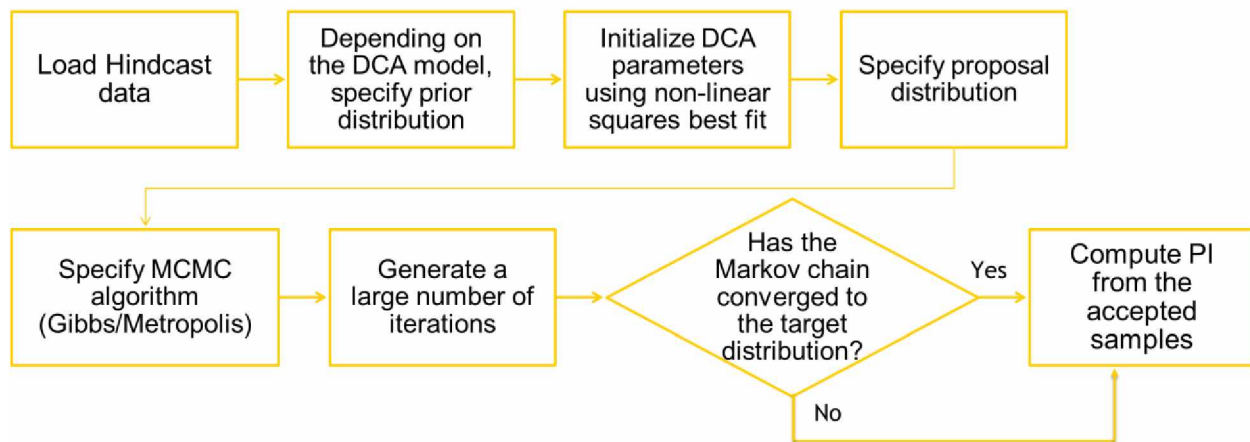 Load Hindcast
data
Depending on
the DCA model,
specify prior
distribution
Initialize DCA
parameters
using non-linear
squares best fit
Specify proposal
distribution
Specify MCMC
algorithm
(Gibbs/Metropolis)
Generate a
large number of
iterations
Has the
Markov chain
converged to
the target
distribution?
Yes
No
Compute PI
from the
accepted
samples